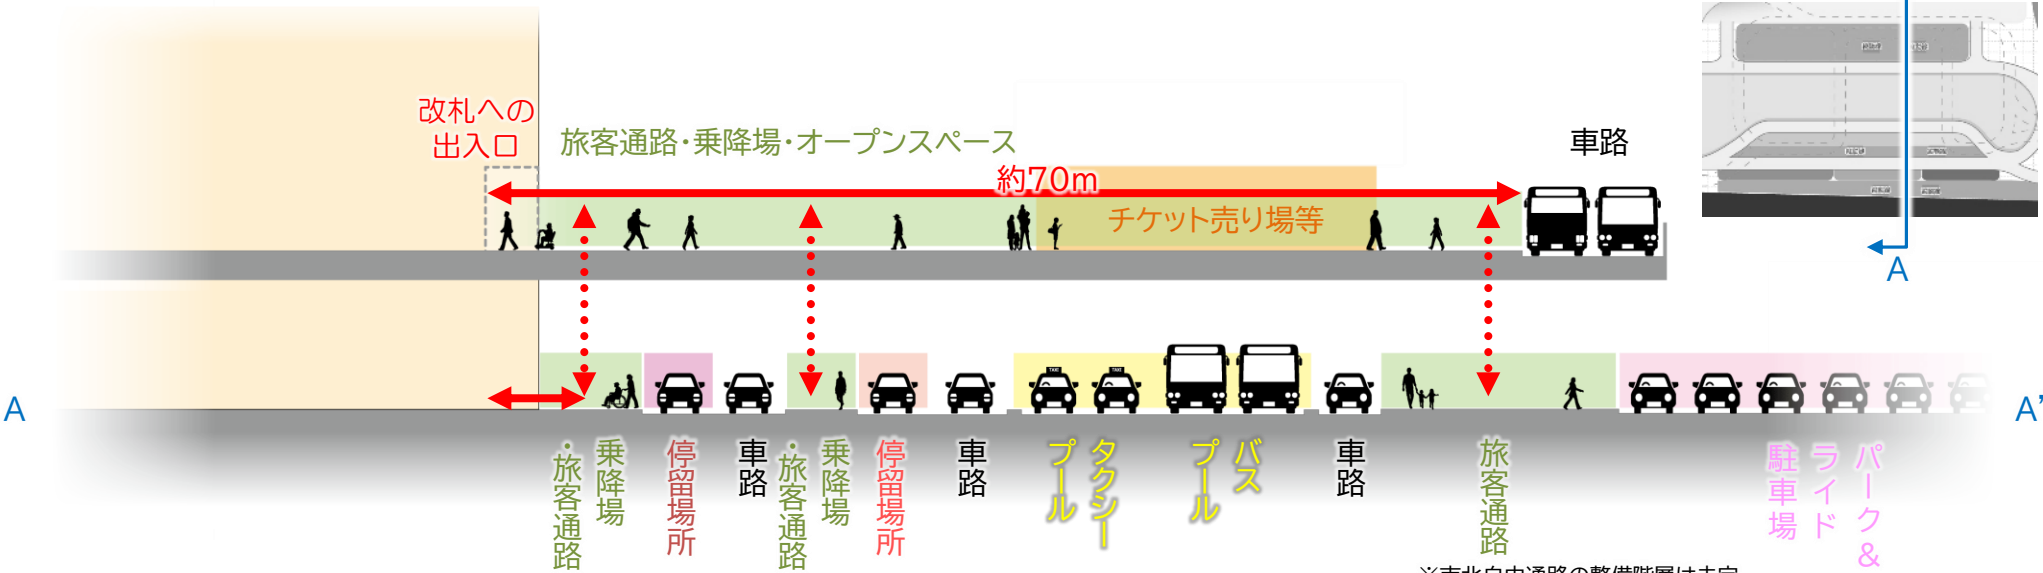 改札への
出入口
旅客通路・乗降場・オープンスペース
車路
約70m
チケット売り場等
TAXI
TAXI
A
A
A’
乗降場
・旅客通路
停留場所
車路
乗降場
・旅客通路
停留場所
車路
タクシー
プール
バス
プール
車路
旅客通路
パーク&
ライド
駐車場